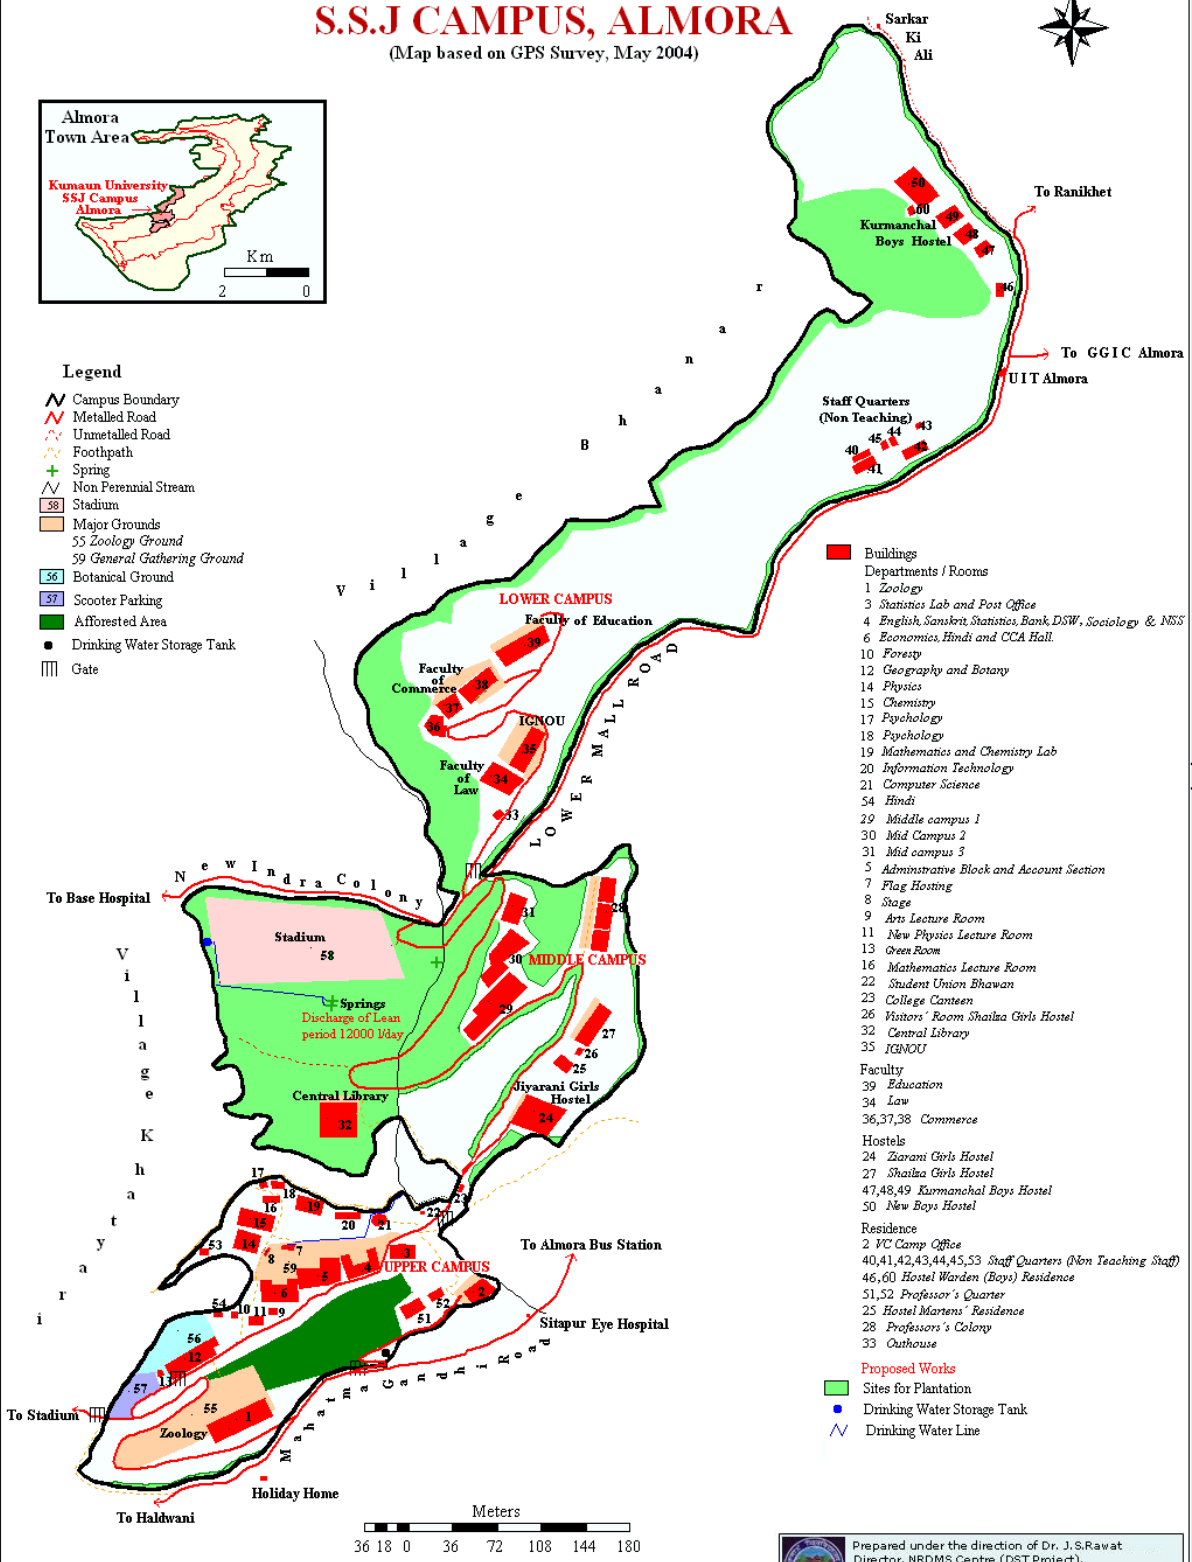 S.S.J CAMPUS, ALMORA
(Map based on GPS Survey, May 2004)
Sarkar
Ki
Ali
Almora
Town Area
Kumaun University
SSJ Campus
Almora
Km
2 0
To Ranikhet
50
60
49
48
47
46
Kurmanchal
Boys Hostel
To GGIC Almora
UIT Almora
Staff Quarters
(Non Teaching)
43
44
45
42
40
41
Village Bhanar
Legend
Campus Boundary
Metalled Road
Unmetalled Road
Foothpath
Spring
Non Perennial Stream
58 Stadium
Major Grounds
55 Zoology Ground
59 General Gathering Ground
56 Botanical Ground
57 Scooter Parking
Afforested Area
Drinking Water Storage Tank
Gate
LOWER CAMPUS
Faculty of Education
39
Faculty
of
Commerce
38
37
36
IGNOU
35
Faculty
of
Law
34
33
LOWER MALL ROAD
New Indra Colony
To Base Hospital
Stadium
58
Springs
Discharge of Lean
period 12000 l/day
31
28
30 MIDDLE CAMPUS
29
27
26
25
Jiyarani Girls
Hostel
24
Central Library
32
Village Khatyari
17
18
16
19
15
20
21
22
23
14
53
8
7
59
5
4
3
UPPER CAMPUS
6
2
52
51
54
10
11
9
56
12
13
57
55
1
Zoology
To Stadium
To Almora Bus Station
Sitapur Eye Hospital
Mahatma Gandhi Road
Holiday Home
To Haldwani
Meters
36 18 0 36 72 108 144 180
Buildings
Departments / Rooms
1 Zoology
3 Statistics Lab and Post Office
4 English, Sanskrit, Statistics, Bank, DSW, Sociology & NSS
6 Economics, Hindi and CCA Hall.
10 Foresty
12 Geography and Botany
14 Physics
15 Chemistry
17 Psychology
18 Psychology
19 Mathematics and Chemistry Lab
20 Information Technology
21 Computer Science
54 Hindi
29 Middle campus 1
30 Mid Campus 2
31 Mid campus 3
5 Adminstrative Block and Account Section
7 Flag Hosting
8 Stage
9 Arts Lecture Room
11 New Physics Lecture Room
13 Green Room
16 Mathematics Lecture Room
22 Student Union Bhawan
23 College Canteen
26 Visitors' Room Shailza Girls Hostel
32 Central Library
35 IGNOU
Faculty
39 Education
34 Law
36,37,38 Commerce
Hostels
24 Ziarani Girls Hostel
27 Shailza Girls Hostel
47,48,49 Kurmanchal Boys Hostel
50 New Boys Hostel
Residence
2 VC Camp Office
40,41,42,43,44,45,53 Staff Quarters (Non Teaching Staff)
46,60 Hostel Warden (Boys) Residence
51,52 Professor's Quarter
25 Hostel Martens' Residence
28 Professors's Colony
33 Outhouse
Proposed Works
Sites for Plantation
Drinking Water Storage Tank
Drinking Water Line
Prepared under the direction of Dr. J.S.Rawat
Director, NRDMS Centre (DST Project),